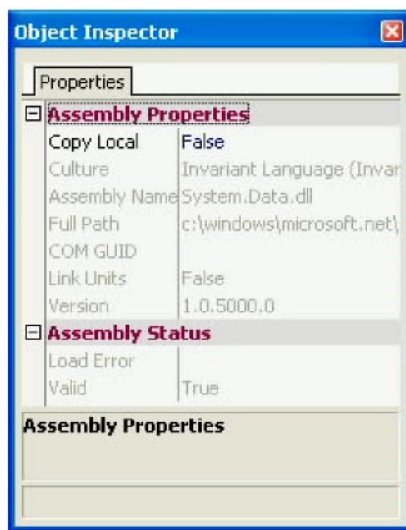 Object Inspector
Properties
Assembly Properties
Copy Local False
Culture Invariant Language (Invar
Assembly Name System.Data.dll
Full Path c:\windows\microsoft.net\
COM GUID
Link Units False
Version 1.0.5000.0
Assembly Status
Load Error
Valid True
Assembly Properties